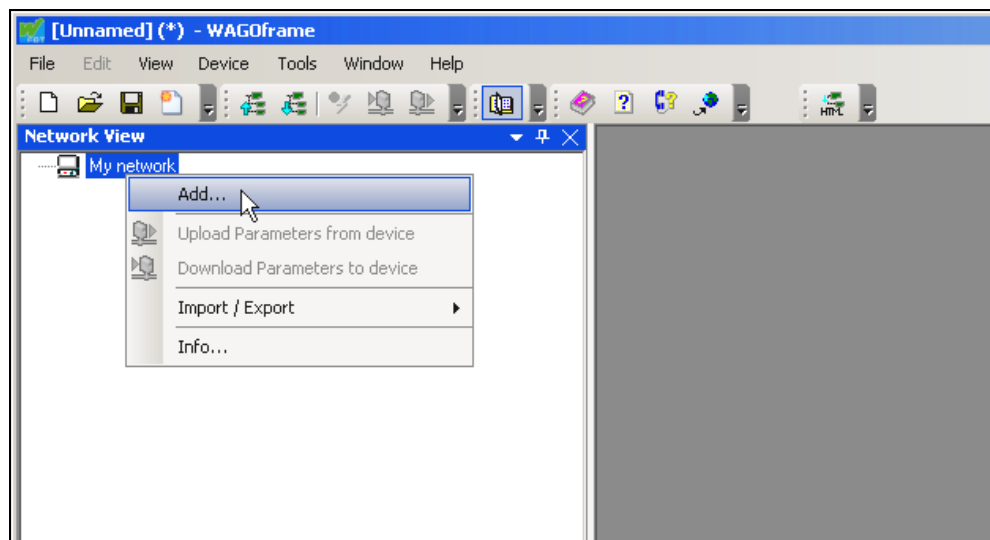 [Unnamed] (*) - WAGOframe
File Edit View Device Tools Window Help
HTML
Network View
My network
Add...
Upload Parameters from device
Download Parameters to device
Import / Export
Info...